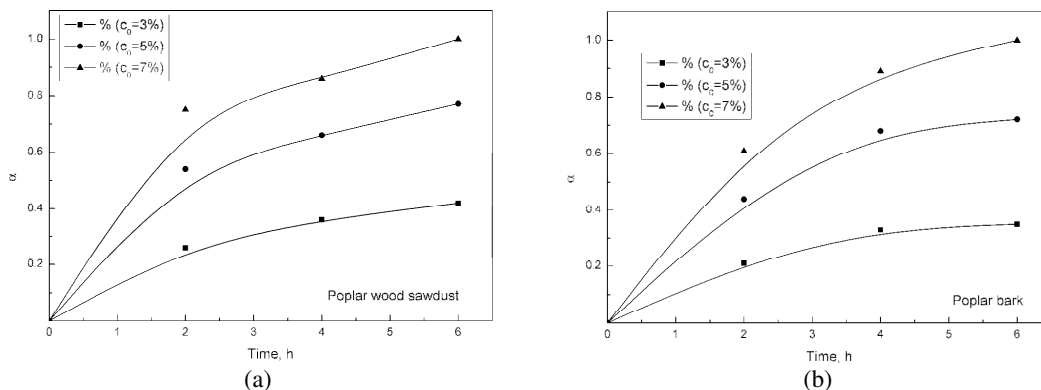 % (c0=3%)
% (c0=5%)
% (c0=7%)
1.0
0.8
0.6
0.4
0.2
α
0 1 2 3 4 5 6
Time, h
Poplar wood sawdust
(a)
% (c0=3%)
% (c0=5%)
% (c0=7%)
1.0
0.8
0.6
0.4
0.2
α
0 1 2 3 4 5 6
Time, h
Poplar bark
(b)